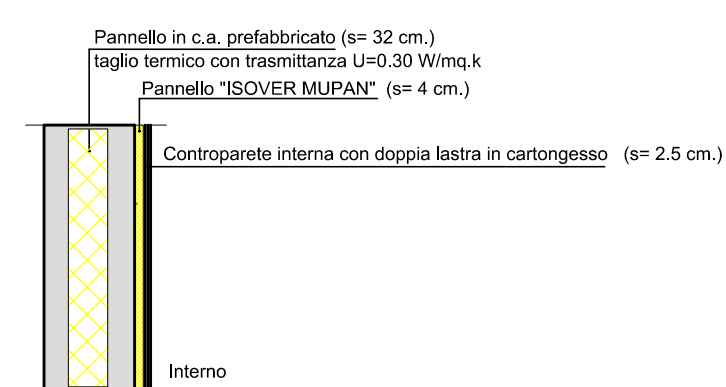 Pannello in c.a. prefabbricato (s= 32 cm.)
taglio termico con trasmittanza U=0.30 W/mq.k
Pannello "ISOVER MUPAN" (s= 4 cm.)
Controparete interna con doppia lastra in cartongesso (s= 2.5 cm.)
Interno